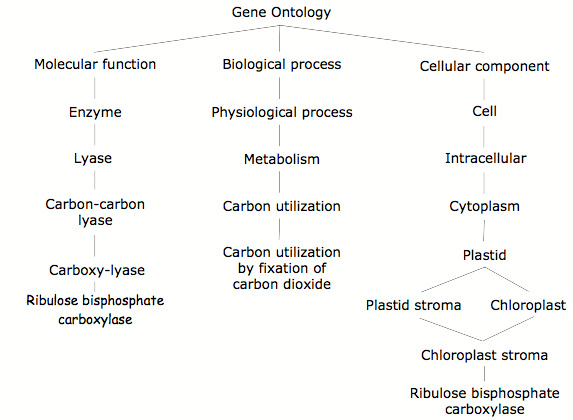 Gene Ontology
Molecular function
Biological process
Cellular component
Enzyme
Physiological process
Cell
Lyase
Metabolism
Intracellular
Carbon-carbon
lyase
Carbon utilization
Cytoplasm
Carboxy-lyase
Carbon utilization
by fixation of
carbon dioxide
Plastid
Ribulose bisphosphate
carboxylase
Plastid stroma
Chloroplast
Chloroplast stroma
Ribulose bisphosphate
carboxylase